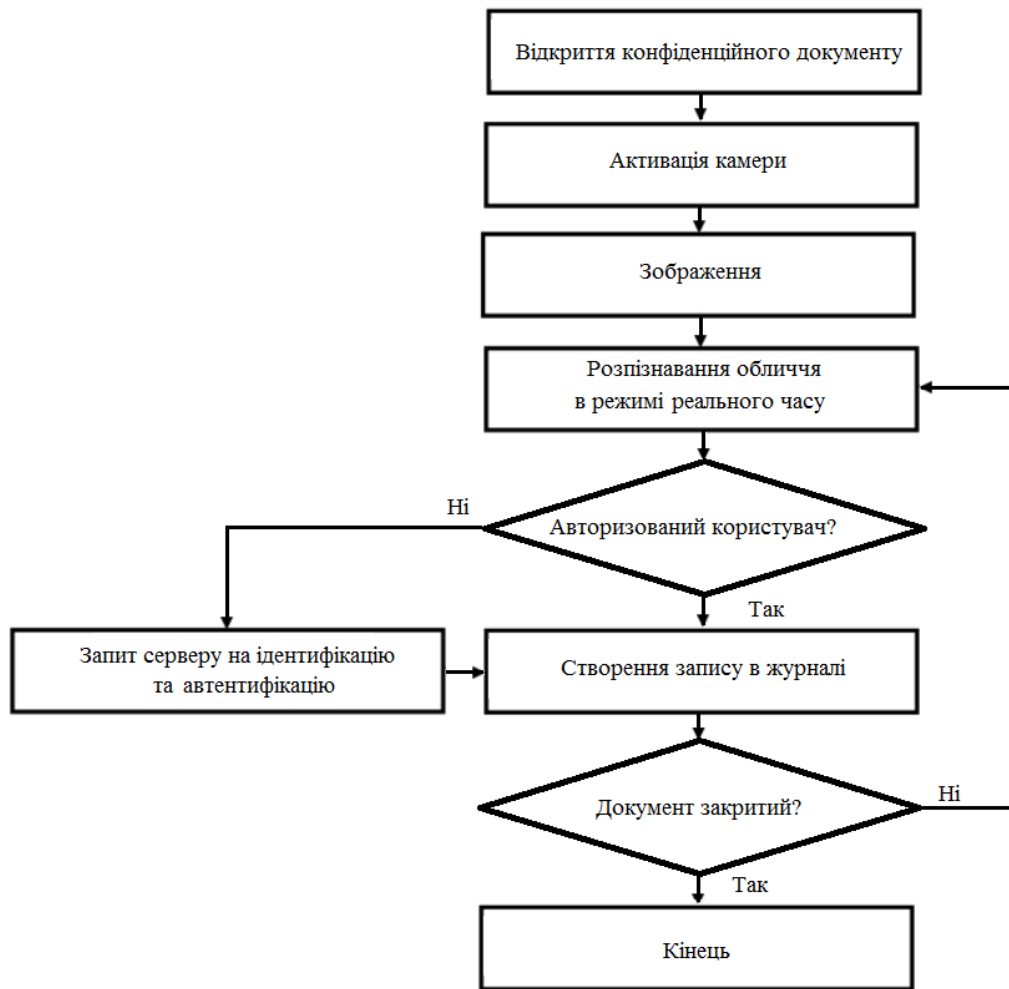 Відкриття конфіденційного документу
Активація камери
Зображення
Розпізнавання обличчя
в режимі реального часу
Ні
Авторизований користувач?
Так
Запит серверу на ідентифікацію
та автентифікацію
Створення запису в журналі
Документ закритий?
Ні
Так
Кінець